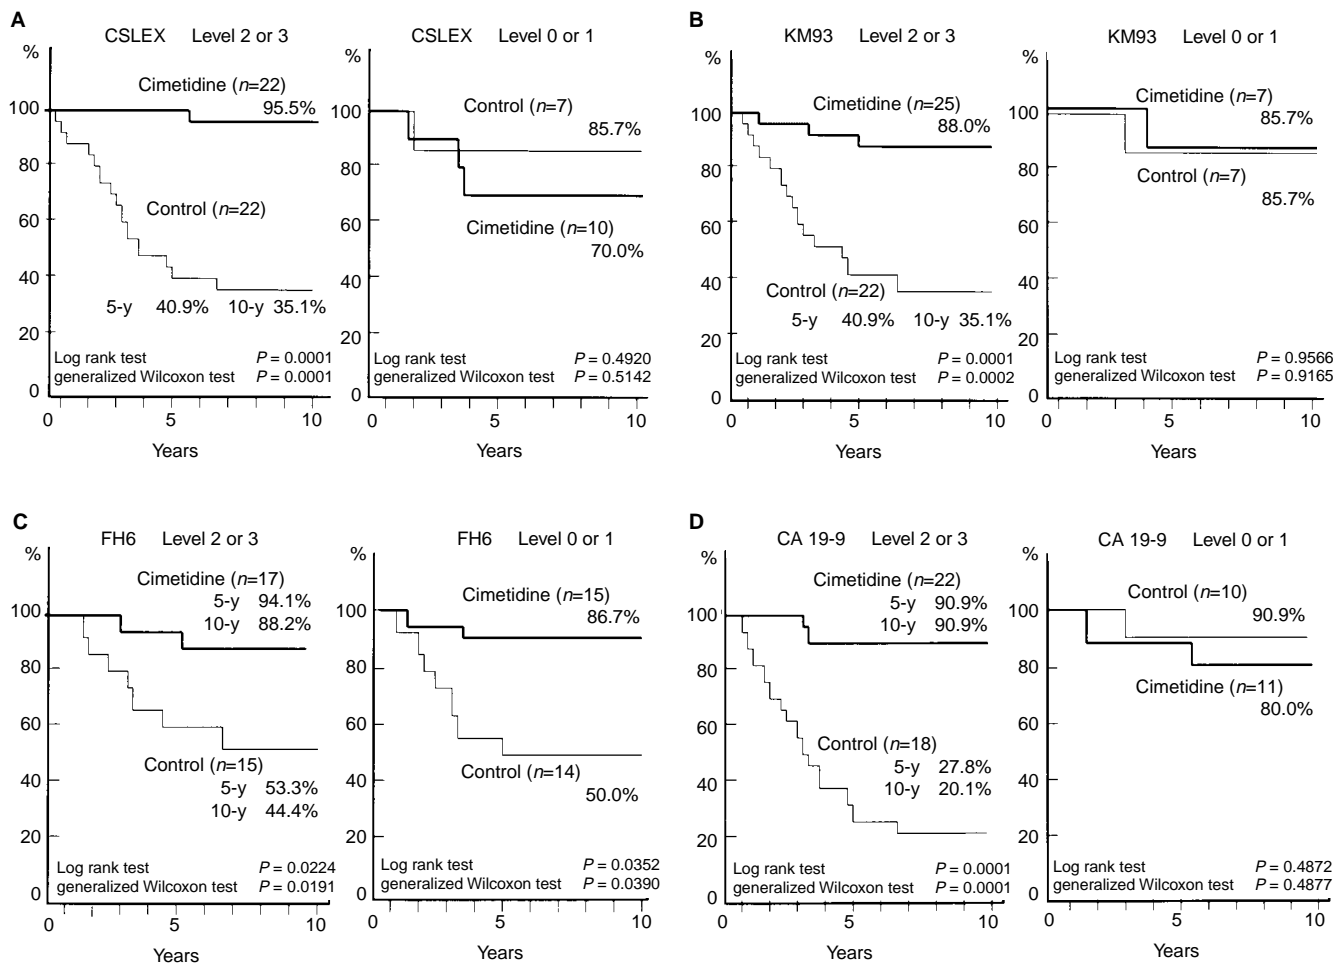 A
CSLEX Level 2 or 3
%
Cimetidine (n=22)
95.5%
100
80
60
40
20
0
Control (n=22)
5-y 40.9% 10-y 35.1%
Log rank test P = 0.0001
generalized Wilcoxon test P = 0.0001
0 5 10
Years
CSLEX Level 0 or 1
%
Control (n=7)
85.7%
100
80
60
40
20
0
Cimetidine (n=10)
70.0%
Log rank test P = 0.4920
generalized Wilcoxon test P = 0.5142
0 5 10
Years
B
KM93 Level 2 or 3
%
Cimetidine (n=25)
88.0%
100
80
60
40
20
0
Control (n=22)
5-y 40.9% 10-y 35.1%
Log rank test P = 0.0001
generalized Wilcoxon test P = 0.0002
0 5 10
Years
KM93 Level 0 or 1
%
Cimetidine (n=7)
85.7%
100
80
60
40
20
0
Control (n=7)
85.7%
Log rank test P = 0.9566
generalized Wilcoxon test P = 0.9165
0 5 10
Years
C
FH6 Level 2 or 3
%
Cimetidine (n=17)
5-y 94.1%
10-y 88.2%
100
80
60
40
20
0
Control (n=15)
5-y 53.3%
10-y 44.4%
Log rank test P = 0.0224
generalized Wilcoxon test P = 0.0191
0 5 10
Years
FH6 Level 0 or 1
%
Cimetidine (n=15)
86.7%
100
80
60
40
20
0
Control (n=14)
50.0%
Log rank test P = 0.0352
generalized Wilcoxon test P = 0.0390
0 5 10
Years
D
CA 19-9 Level 2 or 3
%
Cimetidine (n=22)
5-y 90.9%
10-y 90.9%
100
80
60
40
20
0
Control (n=18)
5-y 27.8%
10-y 20.1%
Log rank test P = 0.0001
generalized Wilcoxon test P = 0.0001
0 5 10
Years
CA 19-9 Level 0 or 1
%
Control (n=10)
90.9%
100
80
60
40
20
0
Cimetidine (n=11)
80.0%
Log rank test P = 0.4872
generalized Wilcoxon test P = 0.4877
0 5 10
Years